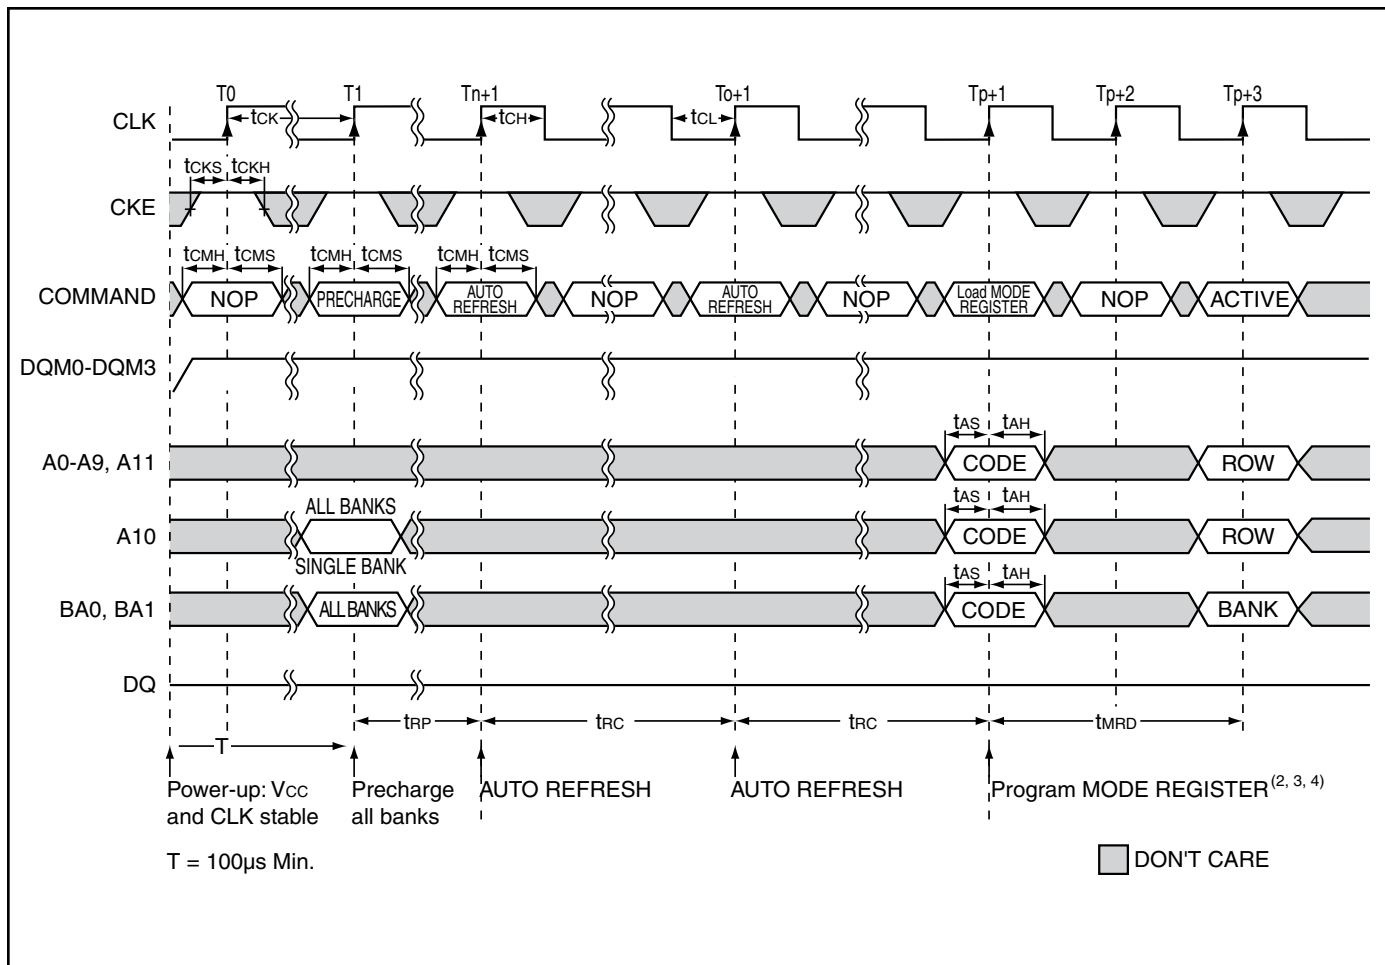 T0 T1 Tn+1 To+1 Tp+1 Tp+2 Tp+3
CLK tCK tCH tCL
tCKS tCKH
CKE
tCMH tCMS tCMH tCMS tCMH tCMS
COMMAND NOP PRECHARGE AUTO REFRESH NOP AUTO REFRESH NOP Load MODE REGISTER NOP ACTIVE
DQM0-DQM3
tAS tAH
A0-A9, A11 CODE ROW
ALL BANKS tAS tAH
A10 CODE ROW
SINGLE BANK tAS tAH
BA0, BA1 ALL BANKS CODE BANK
DQ
tRP tRC tRC tMRD
T
Power-up: VCC Precharge AUTO REFRESH AUTO REFRESH Program MODE REGISTER(2, 3, 4)
and CLK stable all banks
T = 100µs Min. DON'T CARE